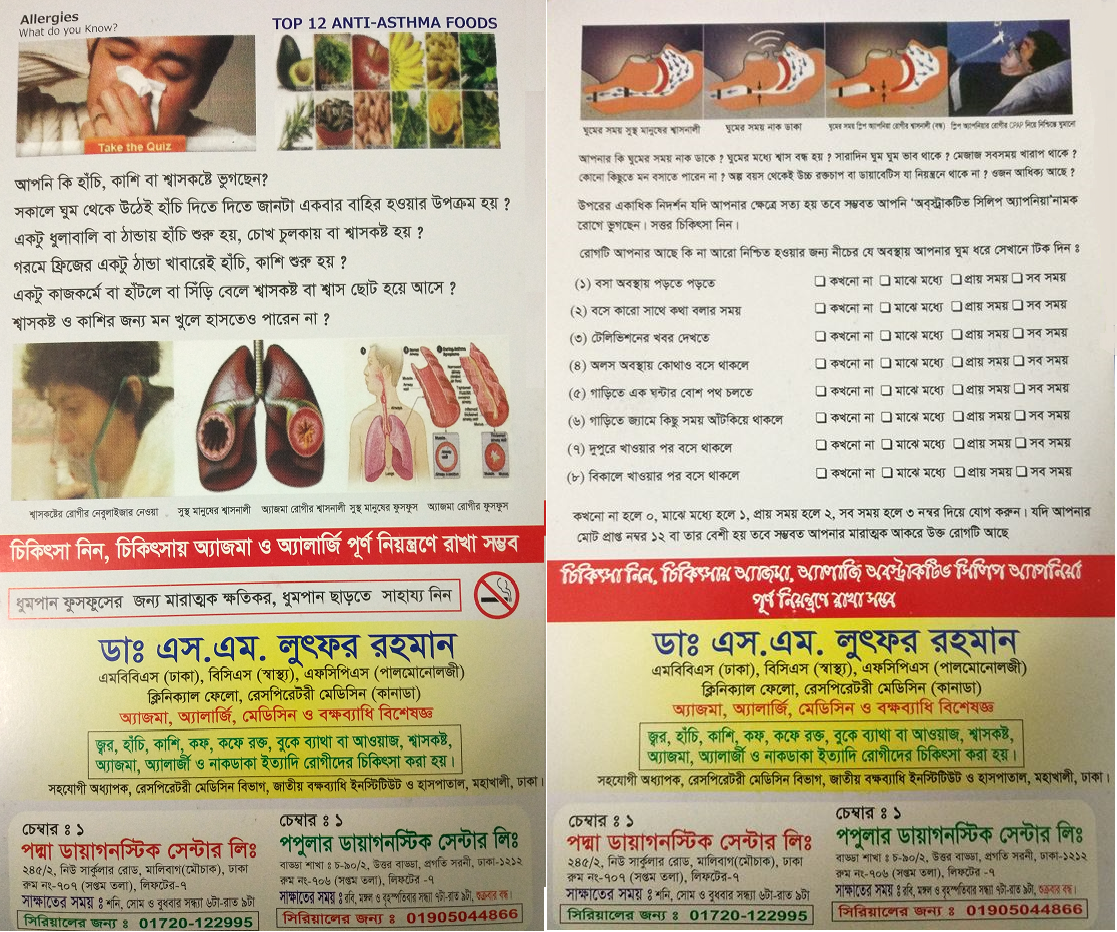 Allergies
What do you Know?
TOP 12 ANTI-ASTHMA FOODS
Take the Quiz
আপনি কি হাঁচি, কাশি বা শ্বাসকষ্টে ভুগছেন?
সকালে ঘুম থেকে উঠেই হাঁচি দিতে দিতে জানটা একবার বাহির হওয়ার উপক্রম হয় ?
একটু ধুলাবালি বা ঠান্ডায় হাঁচি শুরু হয়, চোখ চুলকায় বা শ্বাসকষ্ট হয় ?
গরমে ফ্রিজের একটু ঠান্ডা খাবারেই হাঁচি, কাশি শুরু হয় ?
একটু কাজকর্মে বা হাঁটলে বা সিঁড়ি বেলে শ্বাসকষ্ট বা শ্বাস ছোট হয়ে আসে ?
শ্বাসকষ্ট ও কাশির জন্য মন খুলে হাসতেও পারেন না ?
শ্বাসকষ্টের রোগীর নেবুলাইজার নেওয়া সুস্থ মানুষের শ্বাসনালী অ্যাজমা রোগীর শ্বাসনালী সুস্থ মানুষের ফুসফুস অ্যাজমা রোগীর ফুসফুস
চিকিৎসা নিন, চিকিৎসায় অ্যাজমা ও অ্যালার্জি পূর্ণ নিয়ন্ত্রণে রাখা সম্ভব
ধুমপান ফুসফুসের জন্য মারাত্মক ক্ষতিকর, ধুমপান ছাড়তে সাহায্য নিন
ডাঃ এস.এম. লুৎফর রহমান
এমবিবিএস (ঢাকা), বিসিএস (স্বাস্থ্য), এফসিপিএস (পালমোনোলজী)
ক্লিনিক্যাল ফেলো, রেসপিরেটরী মেডিসিন (কানাডা)
অ্যাজমা, অ্যালার্জি, মেডিসিন ও বক্ষব্যাধি বিশেষজ্ঞ
জ্বর, হাঁচি, কাশি, কফ, কফে রক্ত, বুকে ব্যাথা বা আওয়াজ, শ্বাসকষ্ট,
অ্যাজমা, অ্যালার্জী ও নাকডাকা ইত্যাদি রোগীদের চিকিৎসা করা হয়।
সহযোগী অধ্যাপক, রেসপিরেটরী মেডিসিন বিভাগ, জাতীয় বক্ষব্যাধি ইনস্টিটিউট ও হাসপাতাল, মহাখালী, ঢাকা।
চেম্বার ঃ ১
পদ্মা ডায়াগনস্টিক সেন্টার লিঃ
২৪৫/২, নিউ সার্কুলার রোড, মালিবাগ(মৌচাক), ঢাকা
রুম নং-৭০৭ (সপ্তম তলা), লিফটের-৭
সাক্ষাতের সময় ঃ শনি, সোম ও বুধবার সন্ধ্যা ৬টা-রাত ৯টা
সিরিয়ালের জন্য ঃ 01720-122995
চেম্বার ঃ ১
পপুলার ডায়াগনস্টিক সেন্টার লিঃ
বাড্ডা শাখা ঃ চ-৯০/২, উত্তর বাড্ডা, প্রগতি সরনী, ঢাকা-১২১২
রুম নং-৭০৬ (সপ্তম তলা), লিফটের -৭
সাক্ষাতের সময় ঃ রবি, মঙ্গল ও বৃহস্পতিবার সন্ধ্যা ৭টা-রাত ৯টা, শুক্রবার বন্ধ।
সিরিয়ালের জন্য ঃ 01905044866
ঘুমের সময় সুস্থ মানুষের শ্বাসনালী ঘুমের সময় নাক ডাকা ঘুমের সময় স্লিপ অ্যাপনিয়া রোগীর শ্বাসনালী (বন্ধ) স্লিপ অ্যাপনিয়ার রোগীর CPAP নিয়ে নিশ্চিন্তে ঘুমানো
আপনার কি ঘুমের সময় নাক ডাকে ? ঘুমের মধ্যে শ্বাস বন্ধ হয় ? সারাদিন ঘুম ঘুম ভাব থাকে ? মেজাজ সবসময় খারাপ থাকে ?
কোনো কিছুতে মন বসাতে পারেন না ? অল্প বয়স থেকেই উচ্চ রক্তচাপ বা ডায়াবেটিস যা নিয়ন্ত্রনে থাকে না ? ওজন আধিক্য আছে ?
উপরের একাধিক নিদর্শন যদি আপনার ক্ষেত্রে সত্য হয় তবে সম্ভবত আপনি ‘অব্স্ট্রাকটিভ সিলিপ অ্যাপনিয়া’নামক
রোগে ভুগছেন। সত্তর চিকিৎসা নিন।
রোগটি আপনার আছে কি না আরো নিশ্চিত হওয়ার জন্য নীচের যে অবস্থায় আপনার ঘুম ধরে সেখানে টিক দিন ঃ
(১) বসা অবস্থায় পড়তে পড়তে ❑ কখনো না ❑ মাঝে মধ্যে ❑ প্রায় সময় ❑ সব সময়
(২) বসে কারো সাথে কথা বলার সময় ❑ কখনো না ❑ মাঝে মধ্যে ❑ প্রায় সময় ❑ সব সময়
(৩) টেলিভিশনের খবর দেখতে ❑ কখনো না ❑ মাঝে মধ্যে ❑ প্রায় সময় ❑ সব সময়
(৪) অলস অবস্থায় কোথাও বসে থাকলে ❑ কখনো না ❑ মাঝে মধ্যে ❑ প্রায় সময় ❑ সব সময়
(৫) গাড়িতে এক ঘন্টার বোশ পথ চলতে ❑ কখনো না ❑ মাঝে মধ্যে ❑ প্রায় সময় ❑ সব সময়
(৬) গাড়িতে জ্যামে কিছু সময় আঁটকিয়ে থাকলে ❑ কখনো না ❑ মাঝে মধ্যে ❑ প্রায় সময় ❑ সব সময়
(৭) দুপুরে খাওয়ার পর বসে থাকলে ❑ কখনো না ❑ মাঝে মধ্যে ❑ প্রায় সময় ❑ সব সময়
(৮) বিকালে খাওয়ার পর বসে থাকলে ❑ কখনো না ❑ মাঝে মধ্যে ❑ প্রায় সময় ❑ সব সময়
কখনো না হলে ০, মাঝে মধ্যে হলে ১, প্রায় সময় হলে ২, সব সময় হলে ৩ নম্বর দিয়ে যোগ করুন। যদি আপনার
মোট প্রাপ্ত নম্বর ১২ বা তার বেশী হয় তবে সম্ভবত আপনার মারাত্মক আকরে উক্ত রোগটি আছে
চিকিৎসা নিন, চিকিৎসায় অ্যাজমা, অ্যালার্জি অবস্ট্রাকটিভ সিলিপ অ্যাপনিয়া
পূর্ণ নিয়ন্ত্রণে রাখা সম্ভব
ডাঃ এস.এম. লুৎফর রহমান
এমবিবিএস (ঢাকা), বিসিএস (স্বাস্থ্য), এফসিপিএস (পালমোনোলজী)
ক্লিনিক্যাল ফেলো, রেসপিরেটরী মেডিসিন (কানাডা)
অ্যাজমা, অ্যালার্জি, মেডিসিন ও বক্ষব্যাধি বিশেষজ্ঞ
জ্বর, হাঁচি, কাশি, কফ, কফে রক্ত, বুকে ব্যাথা বা আওয়াজ, শ্বাসকষ্ট,
অ্যাজমা, অ্যালার্জী ও নাকডাকা ইত্যাদি রোগীদের চিকিৎসা করা হয়।
সহযোগী অধ্যাপক, রেসপিরেটরী মেডিসিন বিভাগ, জাতীয় বক্ষব্যাধি ইনস্টিটিউট ও হাসপাতাল, মহাখালী, ঢাকা।
চেম্বার ঃ ১
পদ্মা ডায়াগনস্টিক সেন্টার লিঃ
২৪৫/২, নিউ সার্কুলার রোড, মালিবাগ(মৌচাক), ঢাকা
রুম নং-৭০৭ (সপ্তম তলা), লিফটের-৭
সাক্ষাতের সময় ঃ শনি, সোম ও বুধবার সন্ধ্যা ৬টা-রাত ৯টা
সিরিয়ালের জন্য ঃ 01720-122995
চেম্বার ঃ ১
পপুলার ডায়াগনস্টিক সেন্টার লিঃ
বাড্ডা শাখা ঃ চ-৯০/২, উত্তর বাড্ডা, প্রগতি সরনী, ঢাকা-১২১২
রুম নং-৭০৬ (সপ্তম তলা), লিফটের -৭
সাক্ষাতের সময় ঃ রবি, মঙ্গল ও বৃহস্পতিবার সন্ধ্যা ৭টা-রাত ৯টা, শুক্রবার বন্ধ।
সিরিয়ালের জন্য ঃ 01905044866